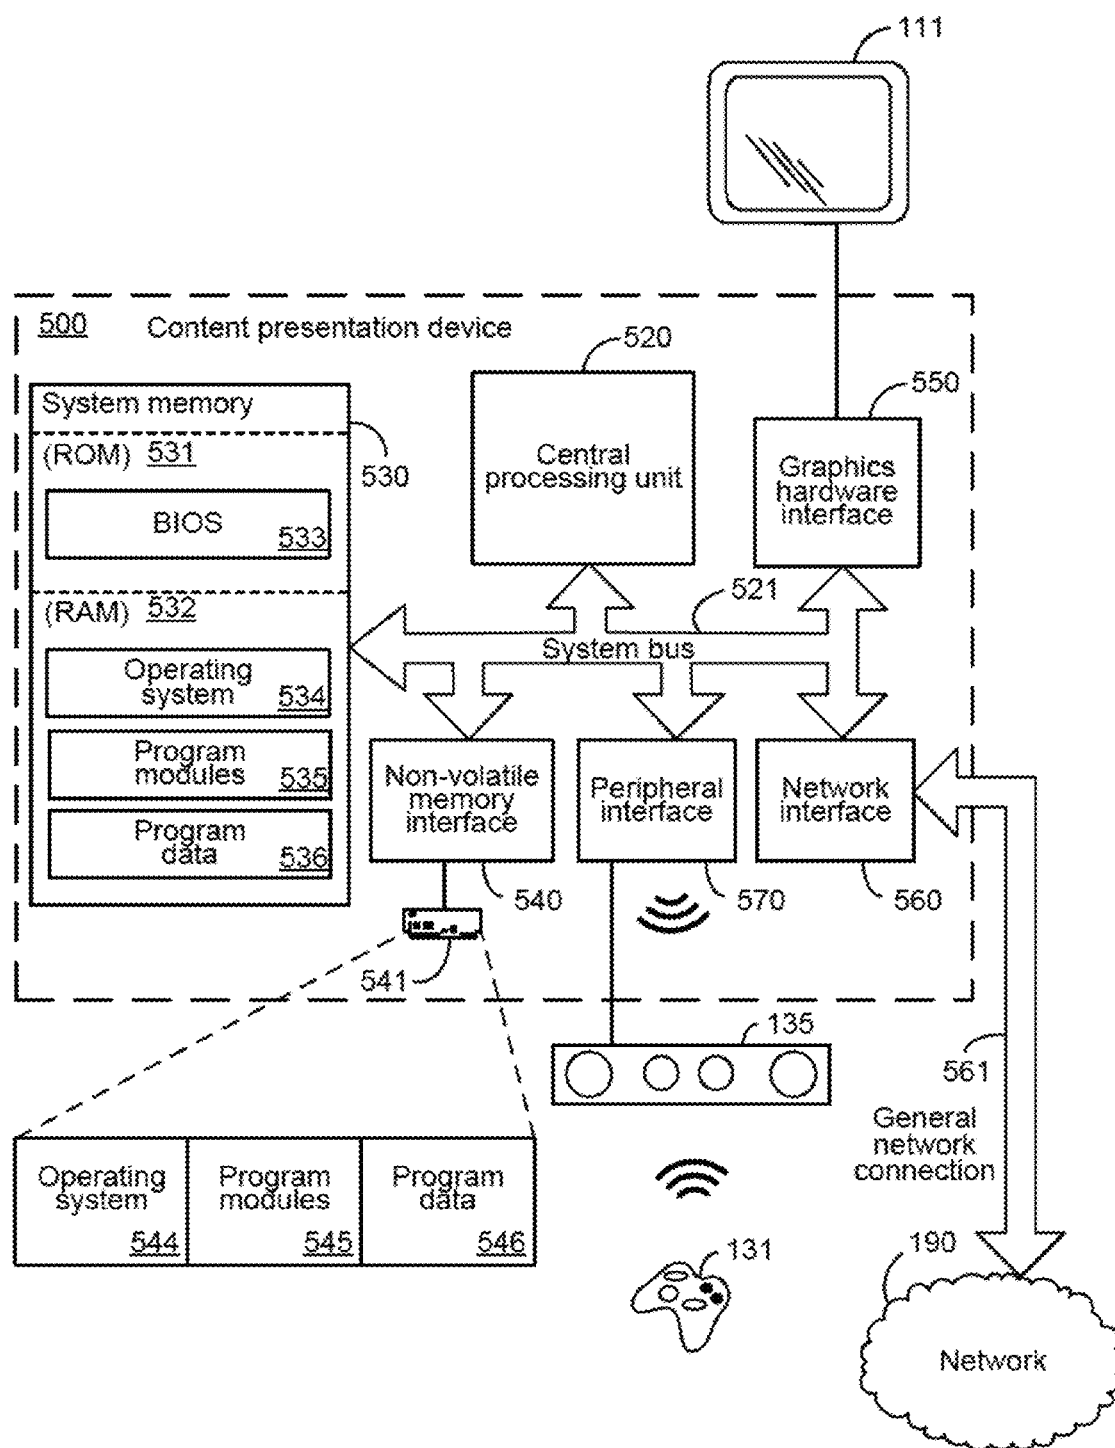 111
500 Content presentation device
520
550
System memory
530
(ROM) 531
BIOS
533
Central
processing unit
Graphics
hardware
interface
(RAM) 532
521
System bus
Operating
system 534
Program
modules 535
Program
data 536
Non-volatile
memory
interface
Peripheral
interface
Network
interface
540
570
560
541
135
561
General
network
connection
Operating
system
544
Program
modules
545
Program
data
546
131
190
Network